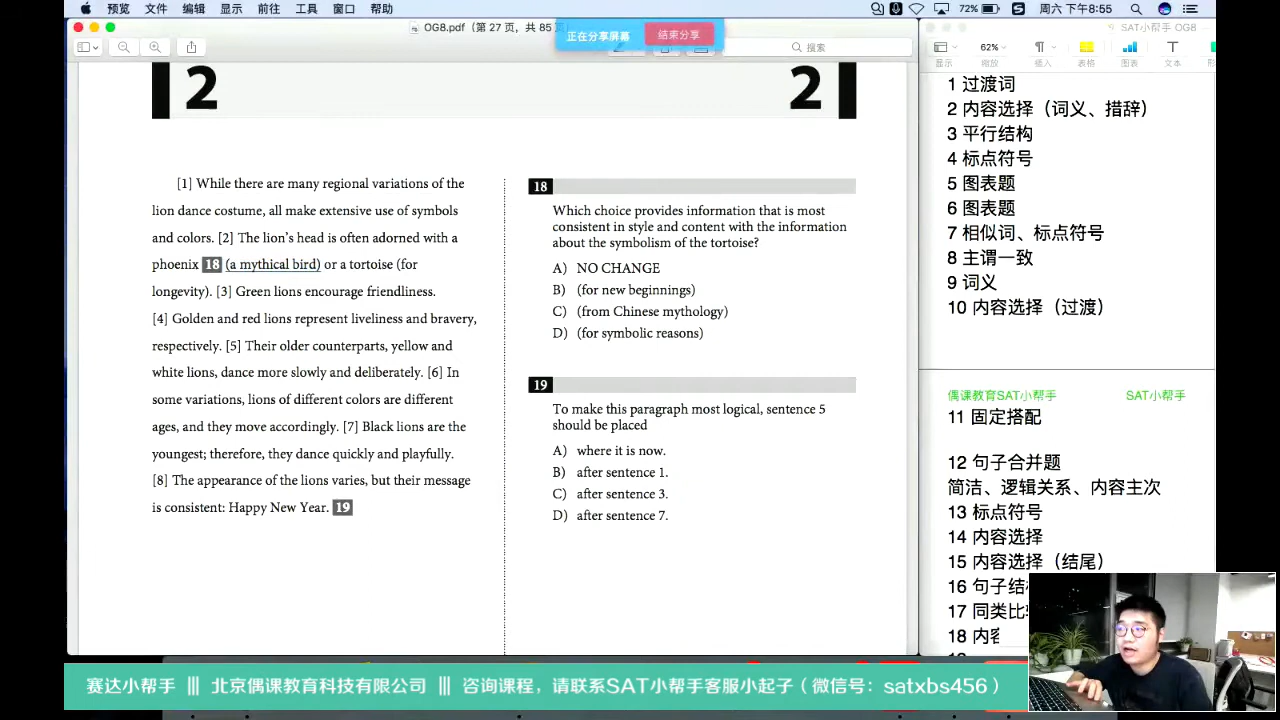 预览 文件 编辑 显示 前往 工具 窗口 帮助
72%
周六 下午8:55
OG8.pdf（第 27 页，共 85 页
正在分享屏幕
结束分享
搜索
SAT小帮手 OG8
62%
显示 缩放 插入 表格 图表 文本
2
2
[1] While there are many regional variations of the
lion dance costume, all make extensive use of symbols
and colors. [2] The lion's head is often adorned with a
phoenix 18 (a mythical bird) or a tortoise (for
longevity). [3] Green lions encourage friendliness.
[4] Golden and red lions represent liveliness and bravery,
respectively. [5] Their older counterparts, yellow and
white lions, dance more slowly and deliberately. [6] In
some variations, lions of different colors are different
ages, and they move accordingly. [7] Black lions are the
youngest; therefore, they dance quickly and playfully.
[8] The appearance of the lions varies, but their message
is consistent: Happy New Year. 19
18
Which choice provides information that is most
consistent in style and content with the information
about the symbolism of the tortoise?
A) NO CHANGE
B) (for new beginnings)
C) (from Chinese mythology)
D) (for symbolic reasons)
19
To make this paragraph most logical, sentence 5
should be placed
A) where it is now.
B) after sentence 1.
C) after sentence 3.
D) after sentence 7.
1 过渡词
2 内容选择（词义、措辞）
3 平行结构
4 标点符号
5 图表题
6 图表题
7 相似词、标点符号
8 主谓一致
9 词义
10 内容选择（过渡）
偶课教育SAT小帮手 SAT小帮手
11 固定搭配
12 句子合并题
简洁、逻辑关系、内容主次
13 标点符号
14 内容选择
15 内容选择（结尾）
16 句子结
17 同类比
18 内容
赛达小帮手 ||| 北京偶课教育科技有限公司 ||| 咨询课程，请联系SAT小帮手客服小起子（微信号：satxbs456）